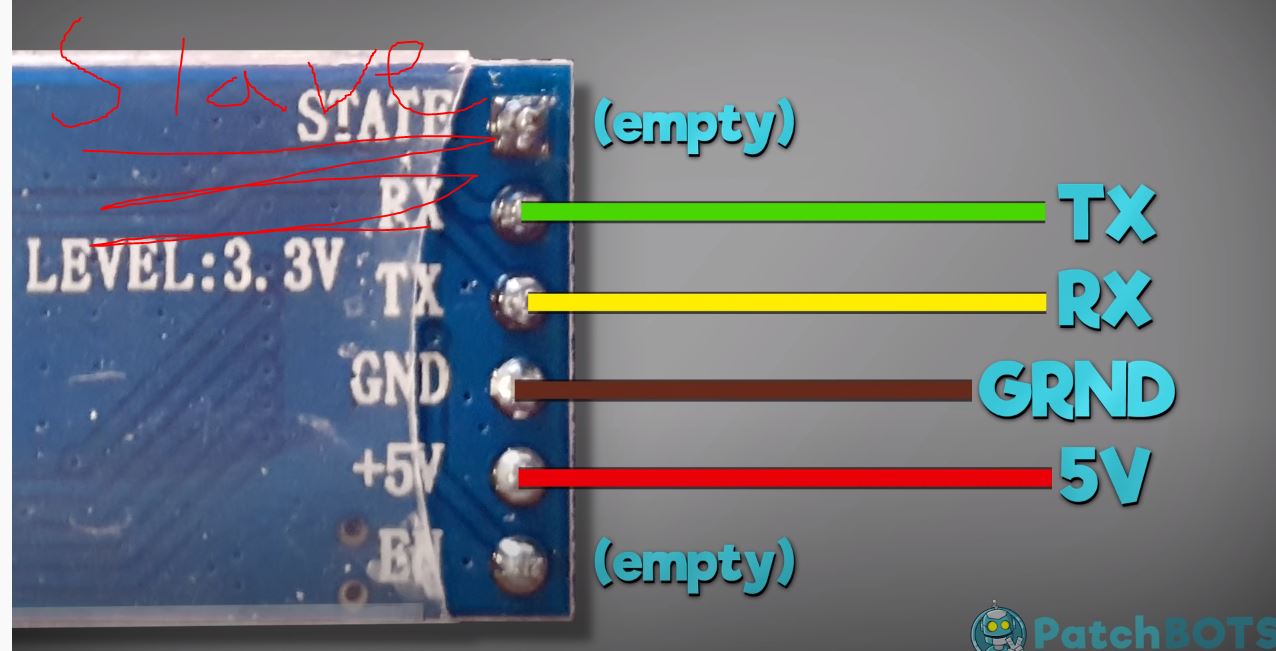 Slave
STATE (empty)
RX TX
LEVEL:3.3V
TX RX
GND GRND
+5V 5V
EN (empty)
PatchBOTS